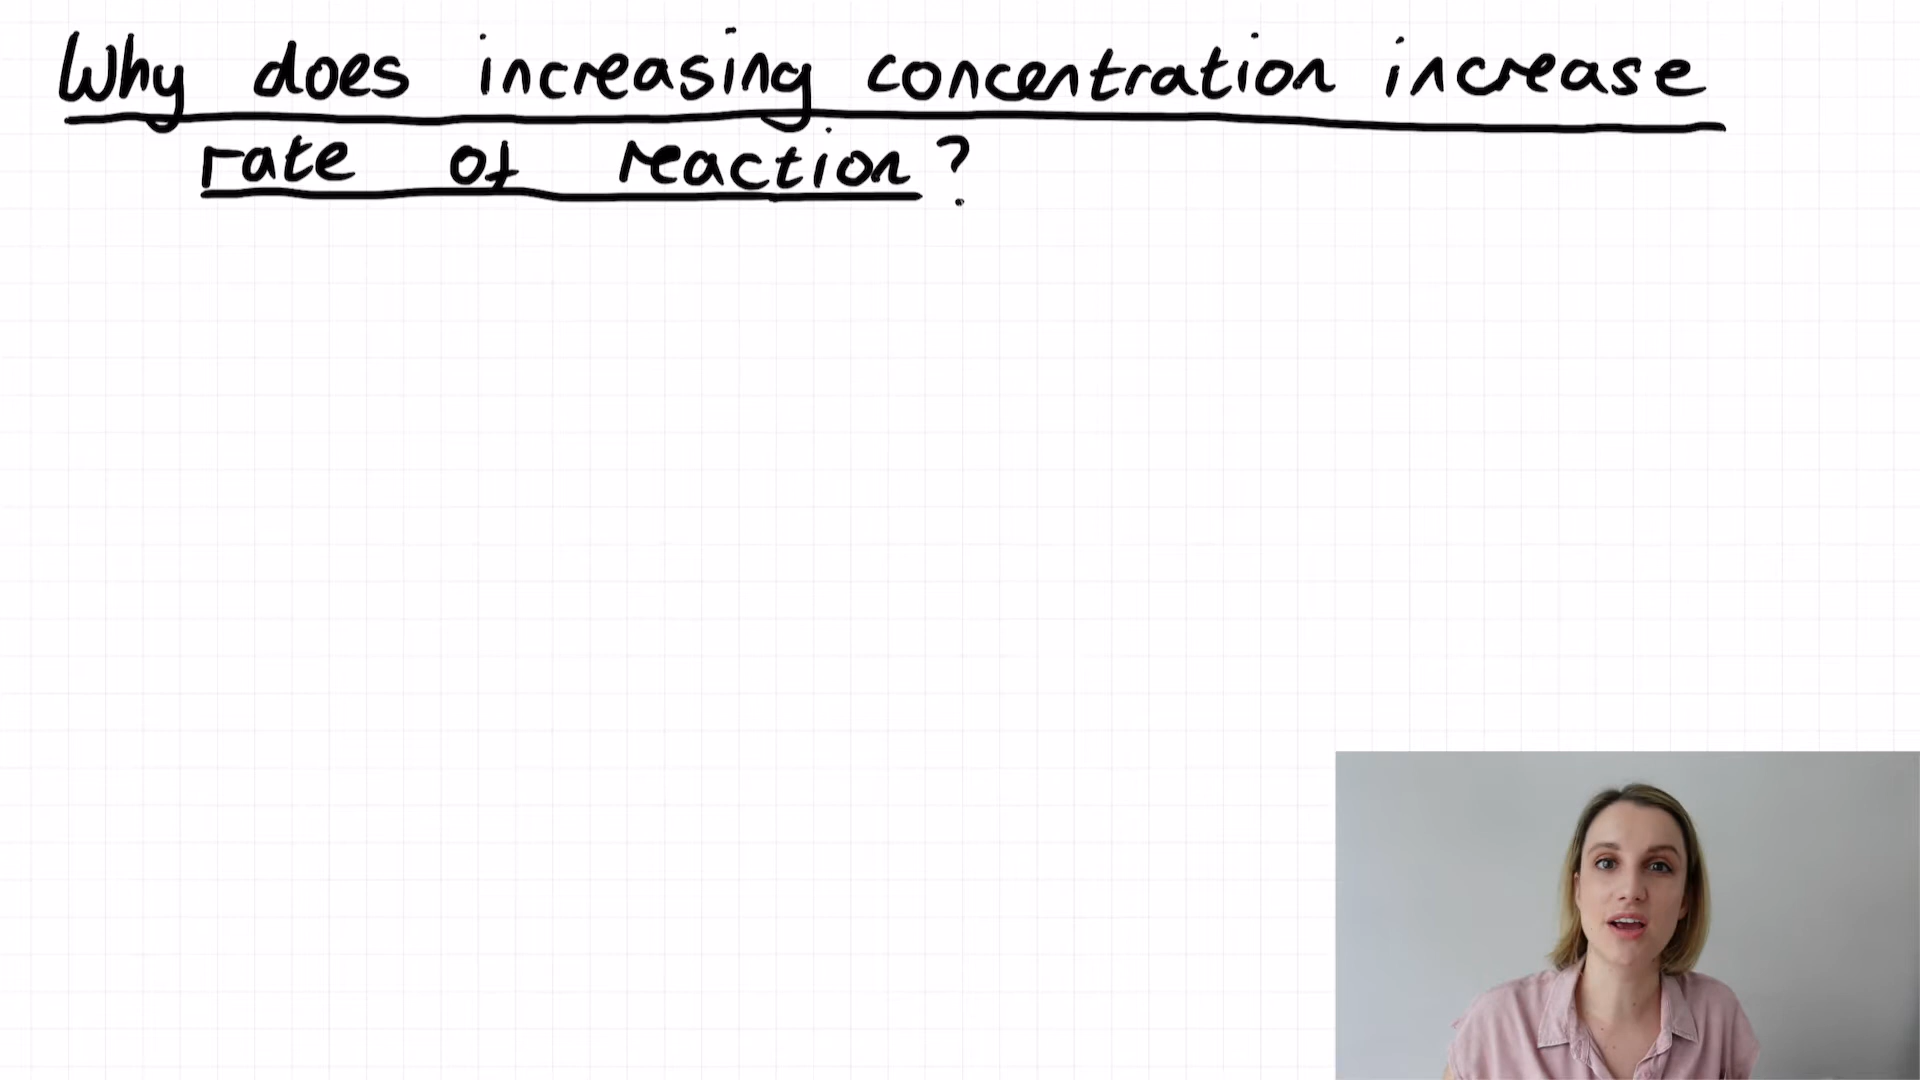 Why does increasing concentration increase
rate of reaction?